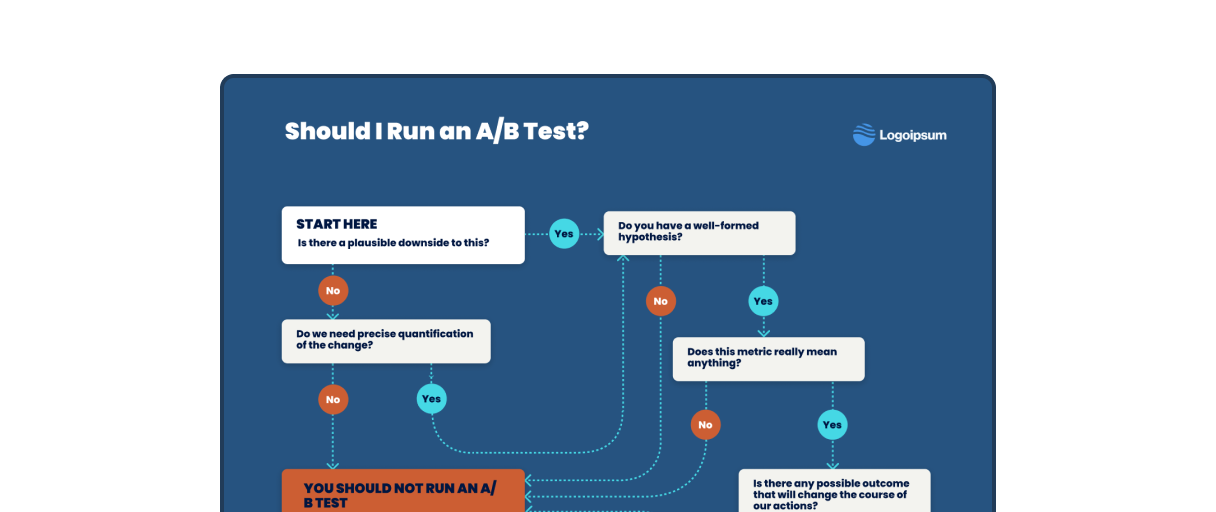 Should I Run an A/B Test?
Logoipsum
START HERE
Is there a plausible downside to this?
Yes
Do you have a well-formed
hypothesis?
No
No
Yes
Do we need precise quantification
of the change?
Does this metric really mean
anything?
No
Yes
No
Yes
YOU SHOULD NOT RUN AN A/
B TEST
Is there any possible outcome
that will change the course of
our actions?